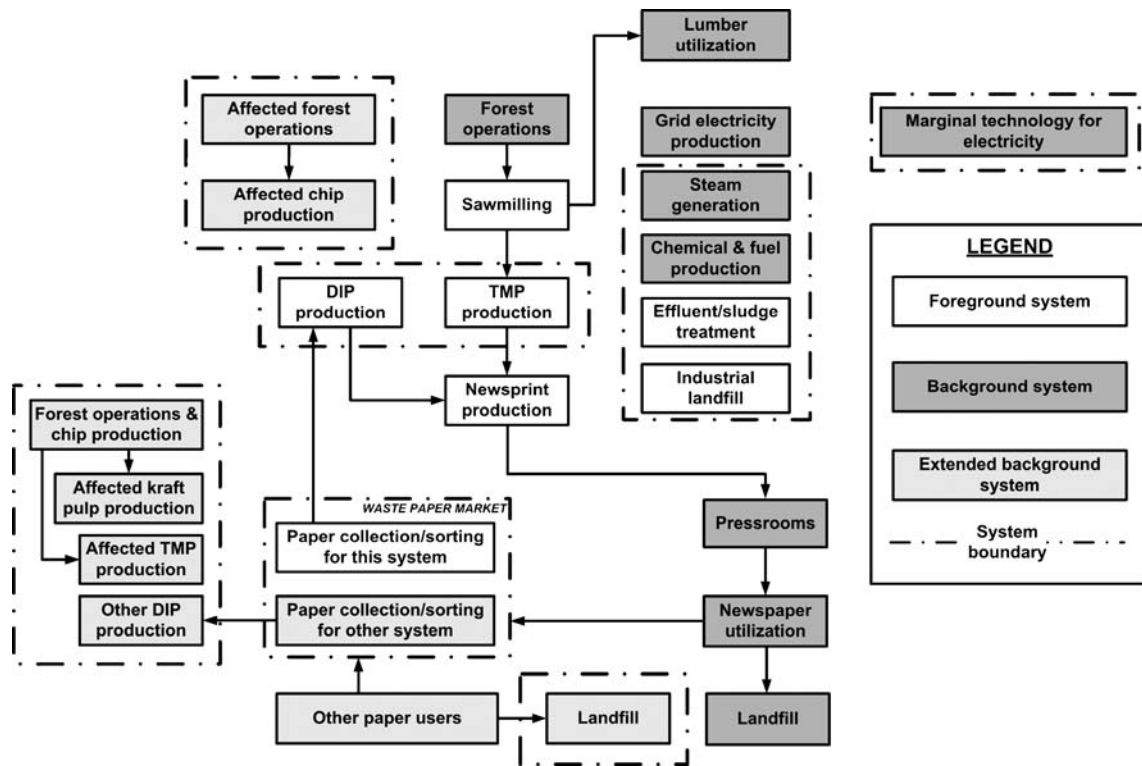 Lumber
utilization
Affected forest
operations
Forest
operations
Grid electricity
production
Marginal technology for
electricity
Affected chip
production
Sawmilling
Steam
generation
Chemical & fuel
production
LEGEND
DIP
production
TMP
production
Effluent/sludge
treatment
Foreground system
Newsprint
production
Industrial
landfill
Background system
Forest operations &
chip production
Affected kraft
pulp production
Extended background
system
WASTE PAPER MARKET
Affected TMP
production
Paper collection/sorting
for this system
Pressrooms
System
boundary
Other DIP
production
Paper collection/sorting
for other system
Newspaper
utilization
Other paper users
Landfill
Landfill